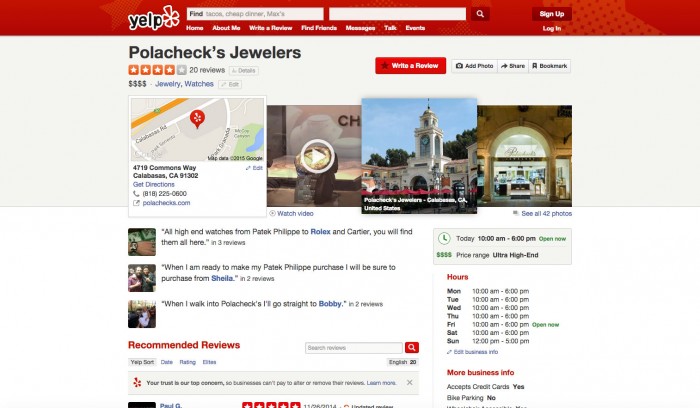 yelp
Find tacos, cheap dinner, Max's
Sign Up
Home About Me Write a Review Find Friends Messages Talk Events
Log In
Polacheck's Jewelers
20 reviews Details
$$$$ · Jewelry, Watches Edit
Write a Review
Add Photo Share Bookmark
Calabasas Rd
Park Granada
Map data ©2015 Google
4719 Commons Way
Calabasas, CA 91302
Edit
Get Directions
(818) 225-0600
polachecks.com
CH
Polacheck's Jewelers - Calabasas, CA,
United States
Watch video
See all 42 photos
"All high end watches from Patek Philippe to Rolex and Cartier, you will
find them all here." in 3 reviews
"When I am ready to make my Patek Philippe purchase I will be sure to
purchase from Sheila." in 2 reviews
"When I walk into Polacheck's I'll go straight to Bobby." in 2 reviews
Today 10:00 am - 6:00 pm Open now
$$$$ Price range Ultra High-End
Hours
Mon 10:00 am - 6:00 pm
Tue 10:00 am - 6:00 pm
Wed 10:00 am - 6:00 pm
Thu 10:00 am - 6:00 pm
Fri 10:00 am - 6:00 pm Open now
Sat 10:00 am - 6:00 pm
Sun 12:00 pm - 5:00 pm
Edit business info
More business info
Accepts Credit Cards Yes
Bike Parking No
Recommended Reviews
Search reviews
Yelp Sort Date Rating Elites
English 20
Your trust is our top concern, so businesses can't pay to alter or remove their reviews. Learn more.
Paul G.
11/26/2014 Updated review